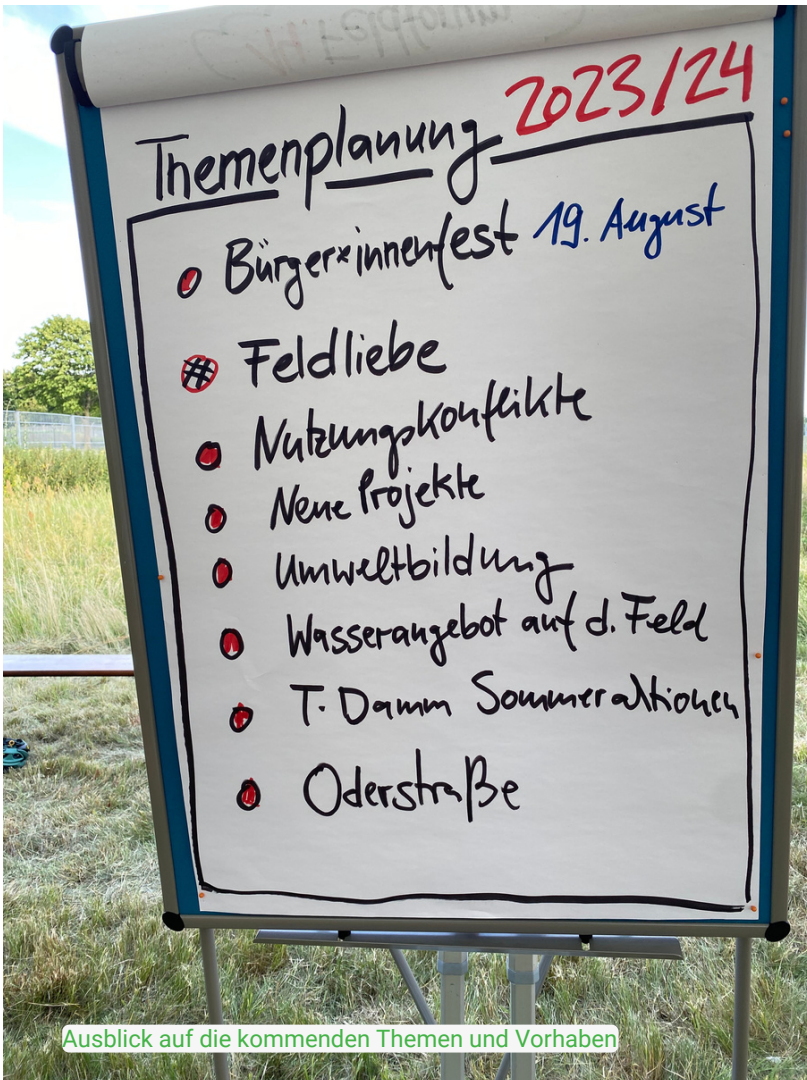 Themenplanung 2023/24
Bürger*innenfest 19. August
# Feldliebe
Nutzungskonflikte
Neue Projekte
Umweltbildung
Wasserangebot auf d. Feld
T. Damm Sommeraktionen
Oderstraße
Ausblick auf die kommenden Themen und Vorhaben